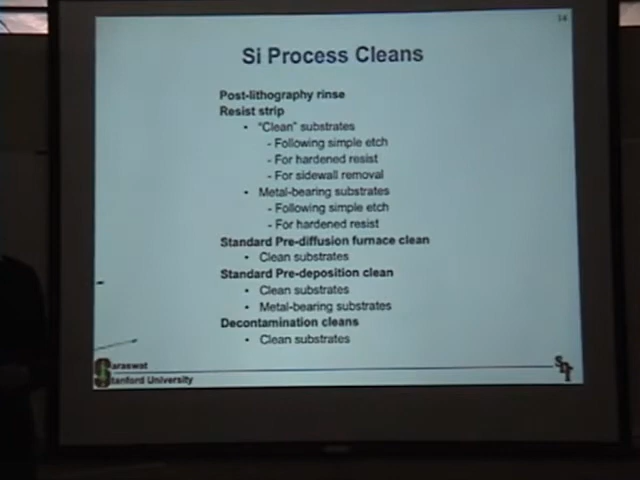 14
Si Process Cleans
Post-lithography rinse
Resist strip
• "Clean" substrates
- Following simple etch
- For hardened resist
- For sidewall removal
• Metal-bearing substrates
- Following simple etch
- For hardened resist
Standard Pre-diffusion furnace clean
• Clean substrates
Standard Pre-deposition clean
• Clean substrates
• Metal-bearing substrates
Decontamination cleans
• Clean substrates
Saraswat
Stanford University